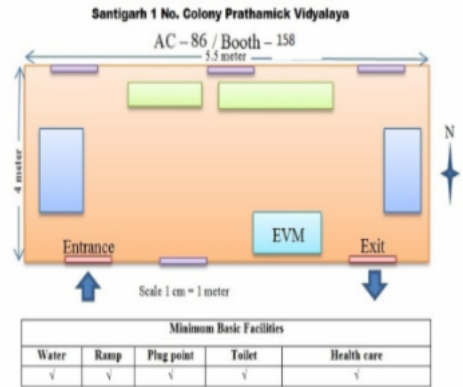 Santigarh 1 No. Colony Prathamick Vidyalaya
AC – 86 / Booth – 158
5.5 meter
4 meter
N
EVM
Entrance
Exit
Scale 1 cm = 1 meter
Minimum Basic Facilities
Water Ramp Plug point Toilet Health care
√ √ √ √ √